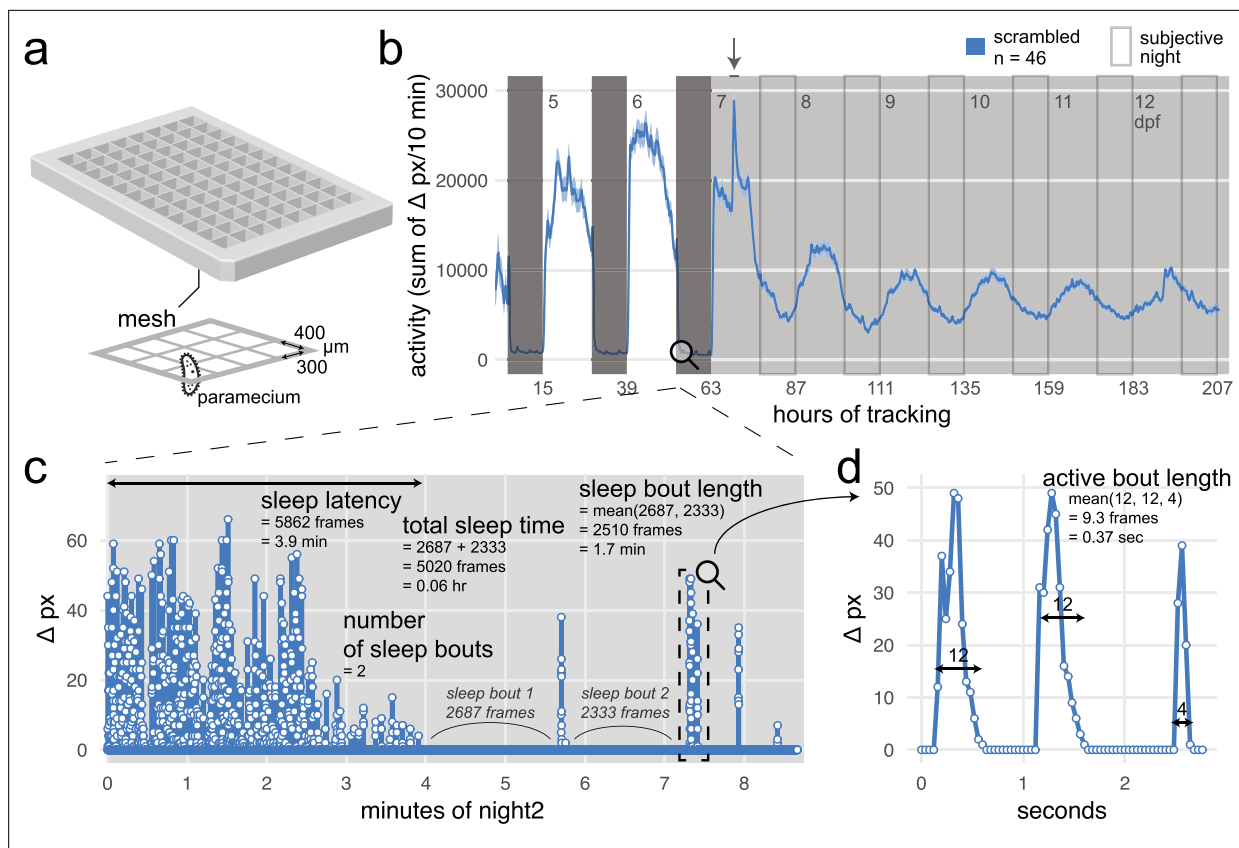 a
mesh
400
µm
300
paramecium
b
scrambled
n = 46
subjective
night
activity (sum of Δ px/10 min)
30000
20000
10000
0
5
6
7
8
9
10
11
12
dpf
15
39
63
87
111
135
159
183
207
hours of tracking
c
Δ px
60
40
20
0
sleep latency
= 5862 frames
= 3.9 min
total sleep time
= 2687 + 2333
= 5020 frames
= 0.06 hr
number
of sleep bouts
= 2
sleep bout length
= mean(2687, 2333)
= 2510 frames
= 1.7 min
sleep bout 1
2687 frames
sleep bout 2
2333 frames
0
1
2
3
4
5
6
7
8
minutes of night2
d
active bout length
mean(12, 12, 4)
= 9.3 frames
= 0.37 sec
Δ px
50
40
30
20
10
0
12
12
4
0
1
2
seconds